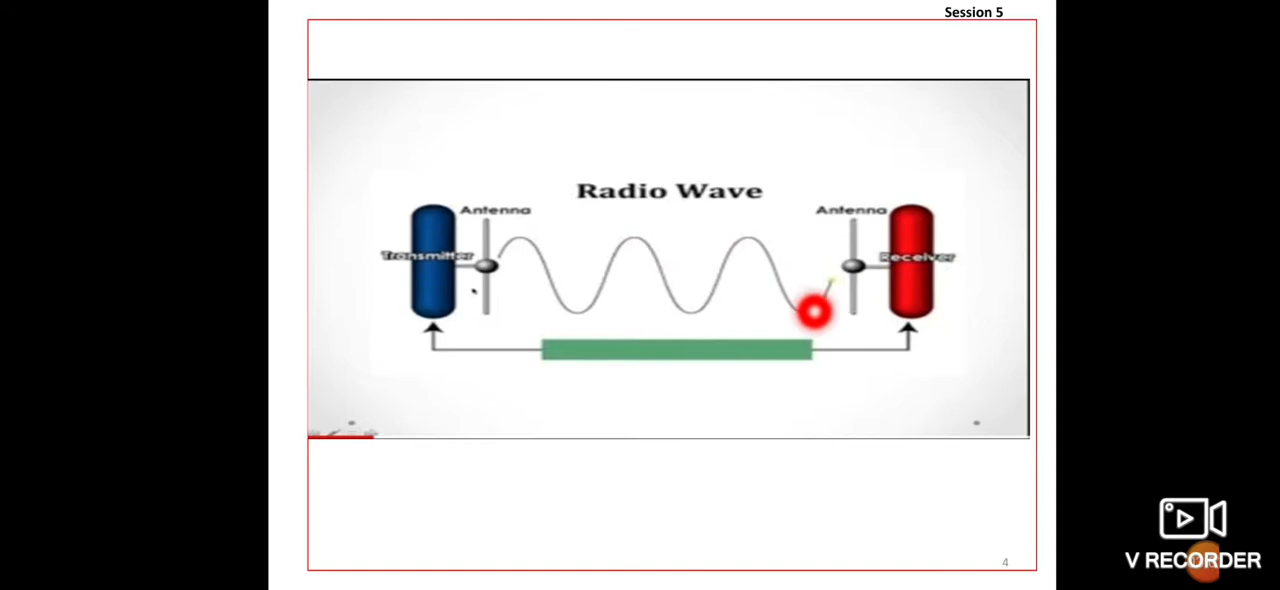 Session 5
Radio Wave
Antenna
Antenna
Transmitter
Receiver
4
V RECORDER